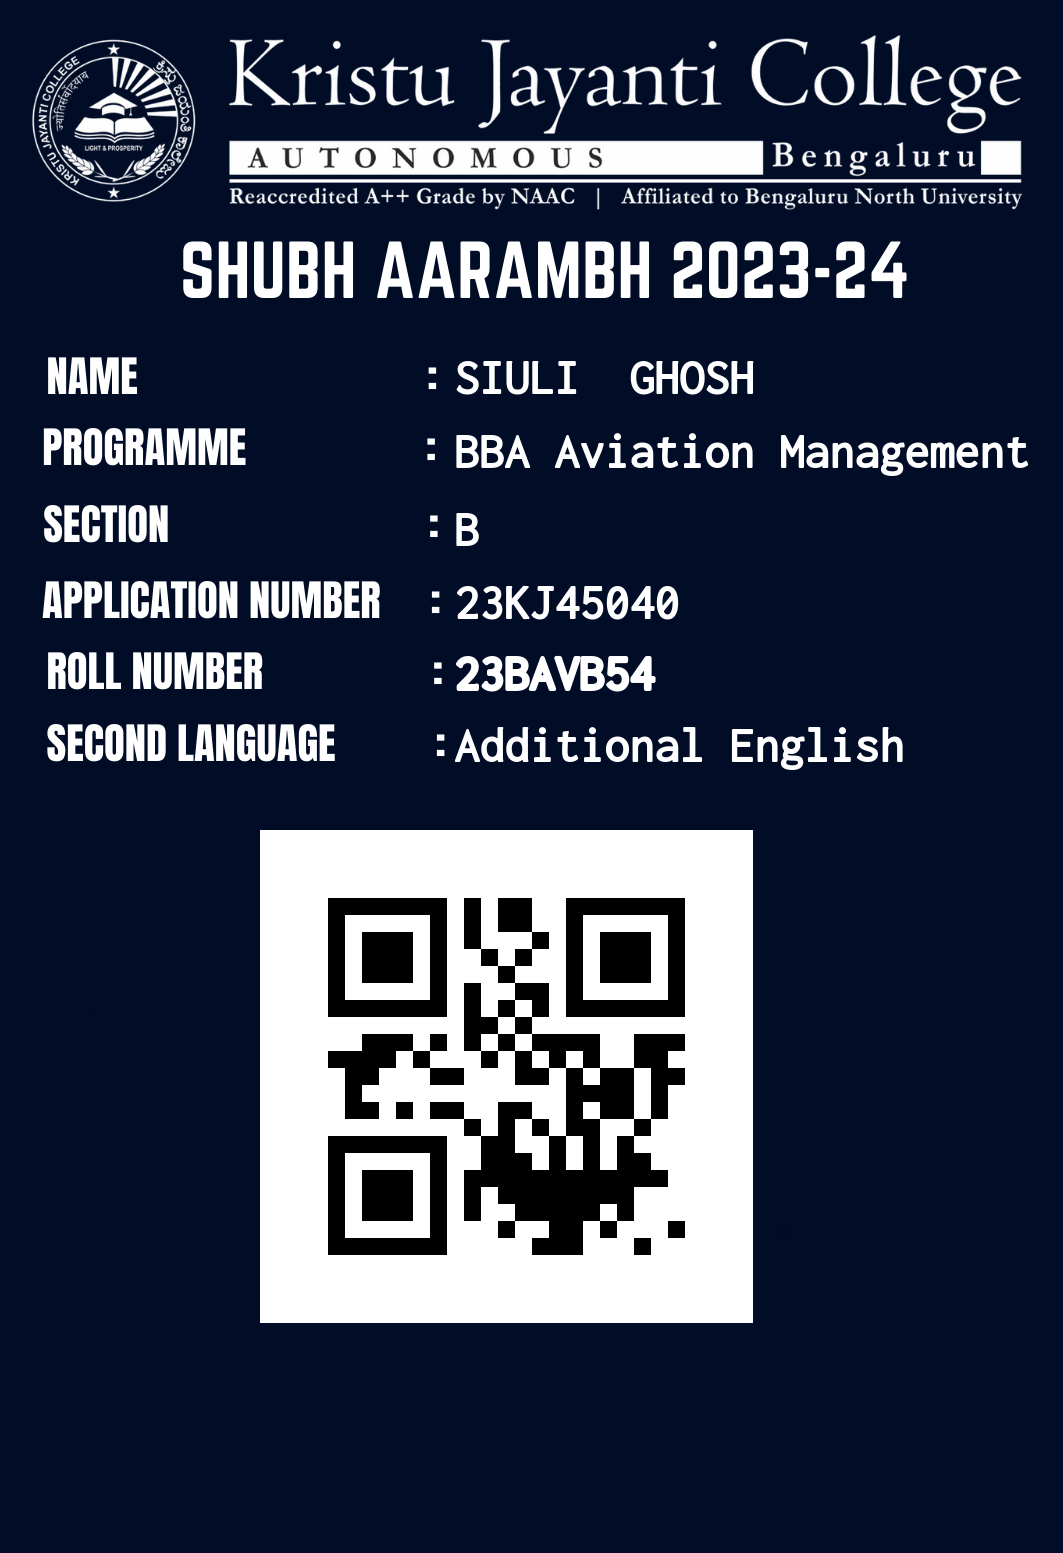 KRISTU JAYANTI COLLEGE
LIGHT & PROSPERITY
Kristu Jayanti College
AUTONOMOUS Bengaluru
Reaccredited A++ Grade by NAAC | Affiliated to Bengaluru North University
SHUBH AARAMBH 2023-24
NAME : SIULI GHOSH
PROGRAMME : BBA Aviation Management
SECTION : B
APPLICATION NUMBER : 23KJ45040
ROLL NUMBER : 23BAVB54
SECOND LANGUAGE : Additional English